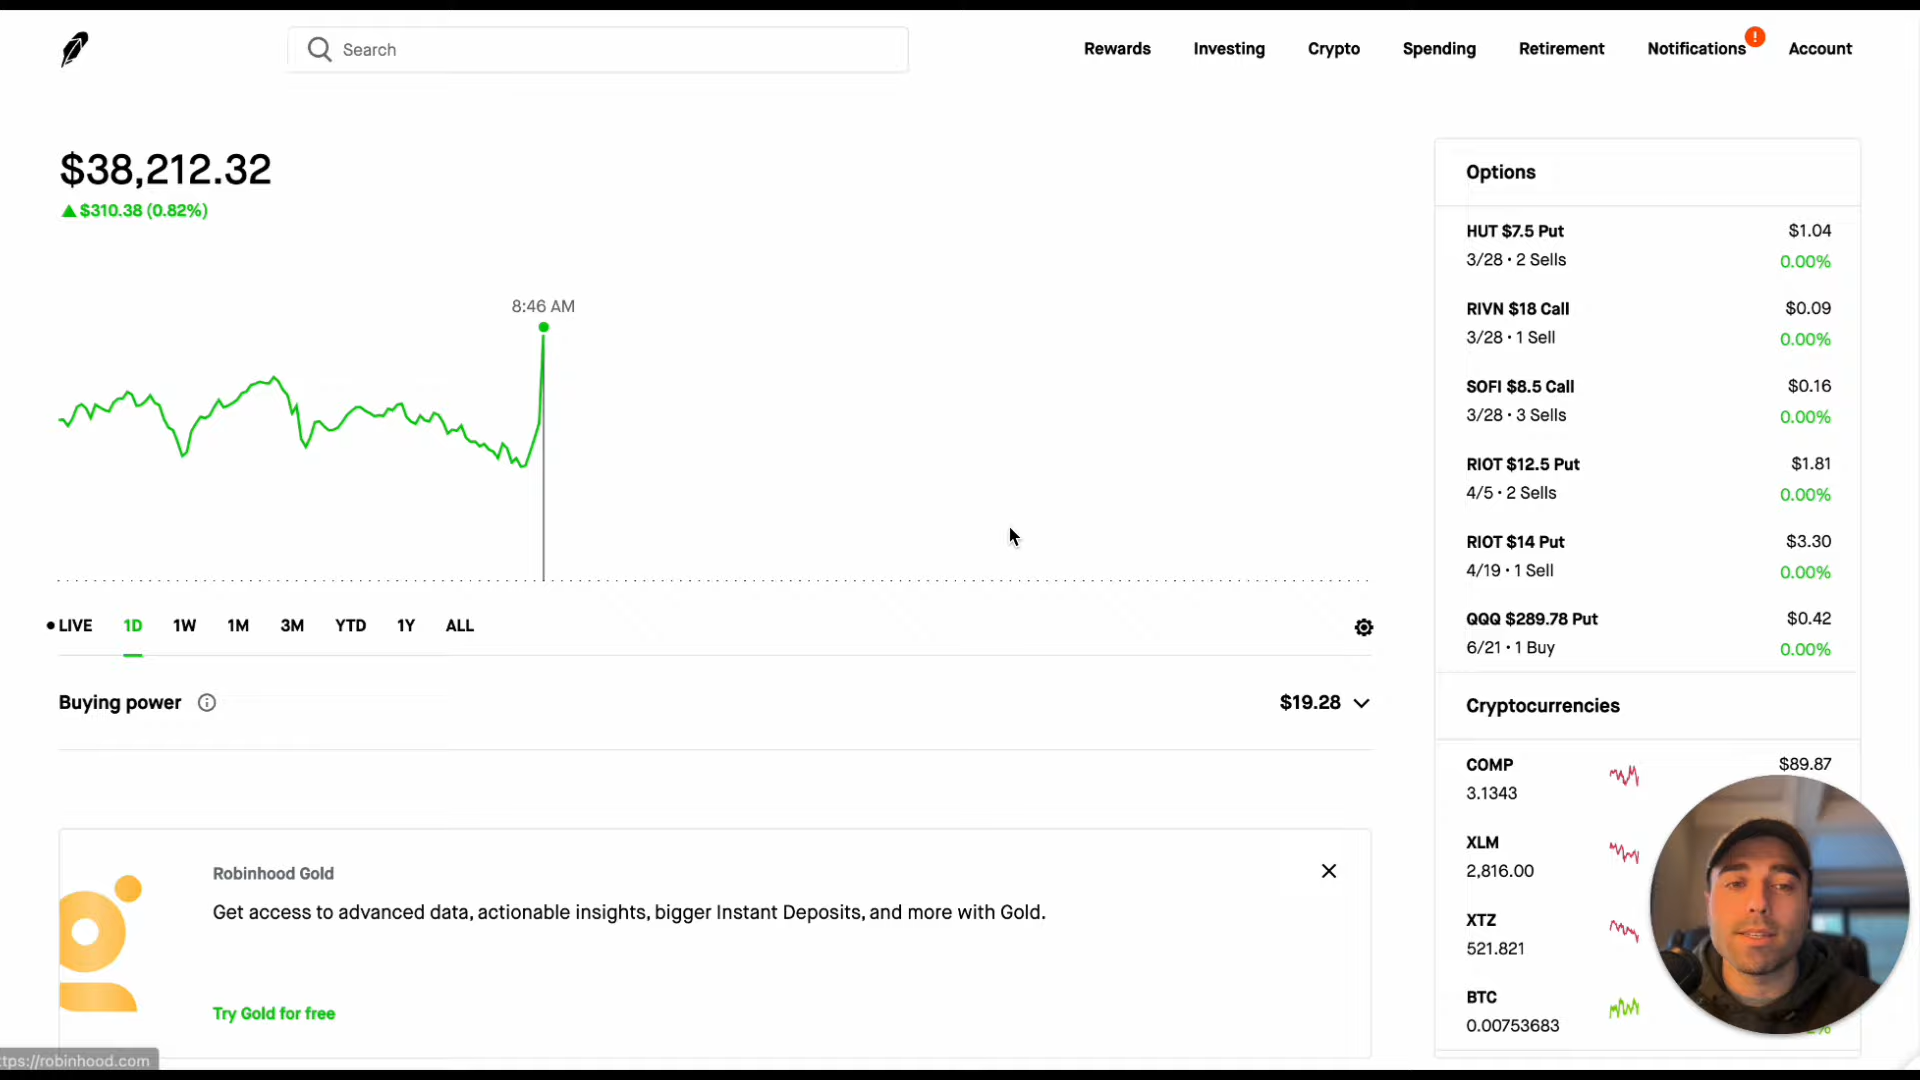 Search
Rewards
Investing
Crypto
Spending
Retirement
Notifications
!
Account
$38,212.32
$310.38 (0.82%)
8:46 AM
LIVE
1D
1W
1M
3M
YTD
1Y
ALL
Buying power
$19.28
Robinhood Gold
Get access to advanced data, actionable insights, bigger Instant Deposits, and more with Gold.
Try Gold for free
Options
HUT $7.5 Put $1.04
3/28 • 2 Sells 0.00%
RIVN $18 Call $0.09
3/28 • 1 Sell 0.00%
SOFI $8.5 Call $0.16
3/28 • 3 Sells 0.00%
RIOT $12.5 Put $1.81
4/5 • 2 Sells 0.00%
RIOT $14 Put $3.30
4/19 • 1 Sell 0.00%
QQQ $289.78 Put $0.42
6/21 • 1 Buy 0.00%
Cryptocurrencies
COMP $89.87
3.1343
XLM
2,816.00
XTZ
521.821
BTC
0.00753683
ttps://robinhood.com